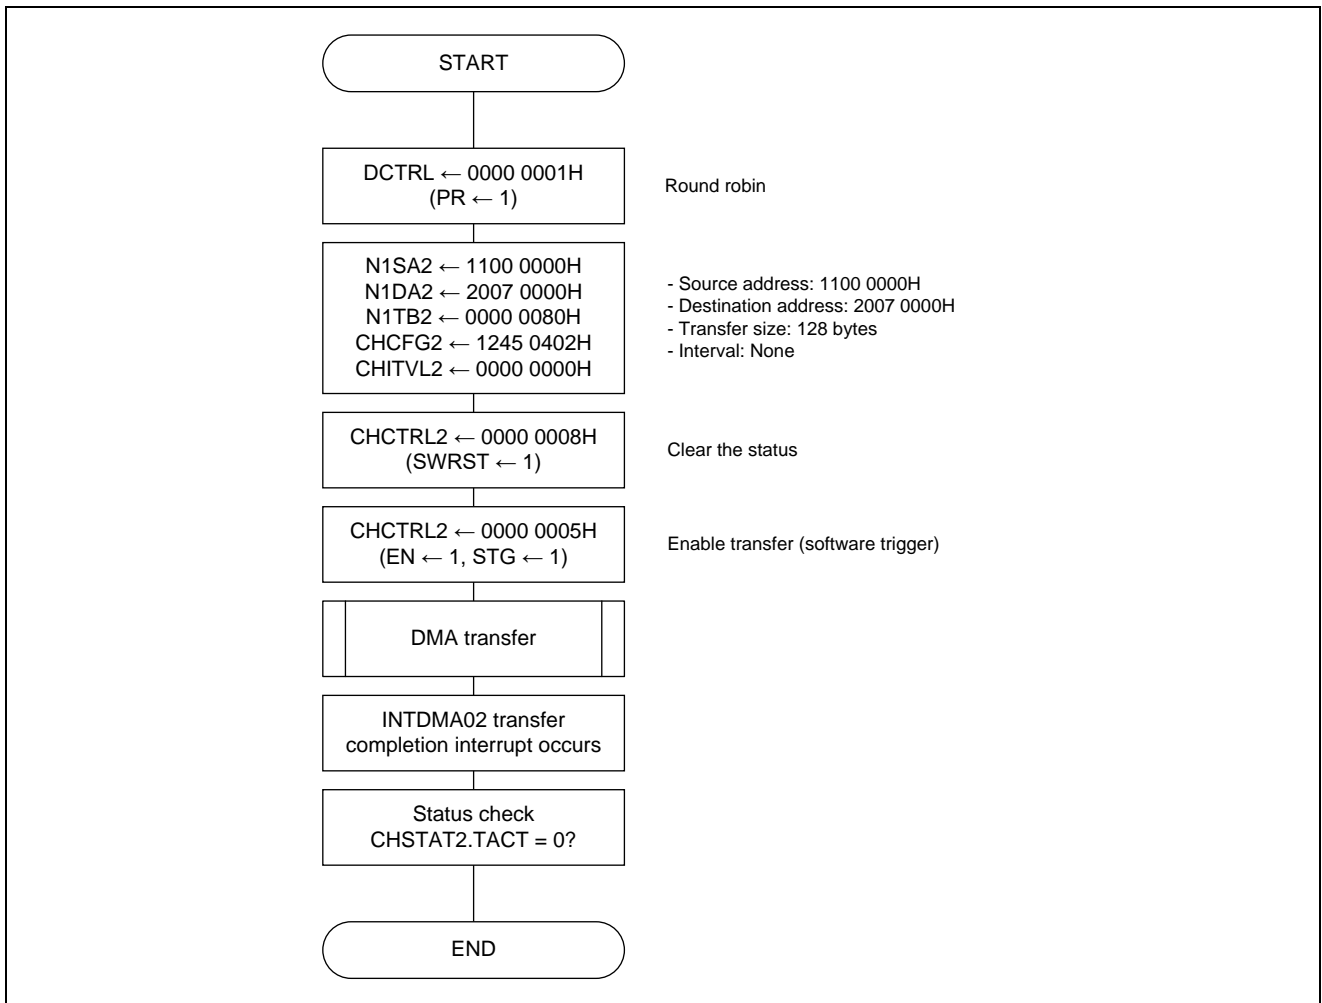 START
DCTRL ← 0000 0001H
(PR ← 1)
Round robin
N1SA2 ← 1100 0000H
N1DA2 ← 2007 0000H
N1TB2 ← 0000 0080H
CHCFG2 ← 1245 0402H
CHITVL2 ← 0000 0000H
- Source address: 1100 0000H
- Destination address: 2007 0000H
- Transfer size: 128 bytes
- Interval: None
CHCTRL2 ← 0000 0008H
(SWRST ← 1)
Clear the status
CHCTRL2 ← 0000 0005H
(EN ← 1, STG ← 1)
Enable transfer (software trigger)
DMA transfer
INTDMA02 transfer
completion interrupt occurs
Status check
CHSTAT2.TACT = 0?
END